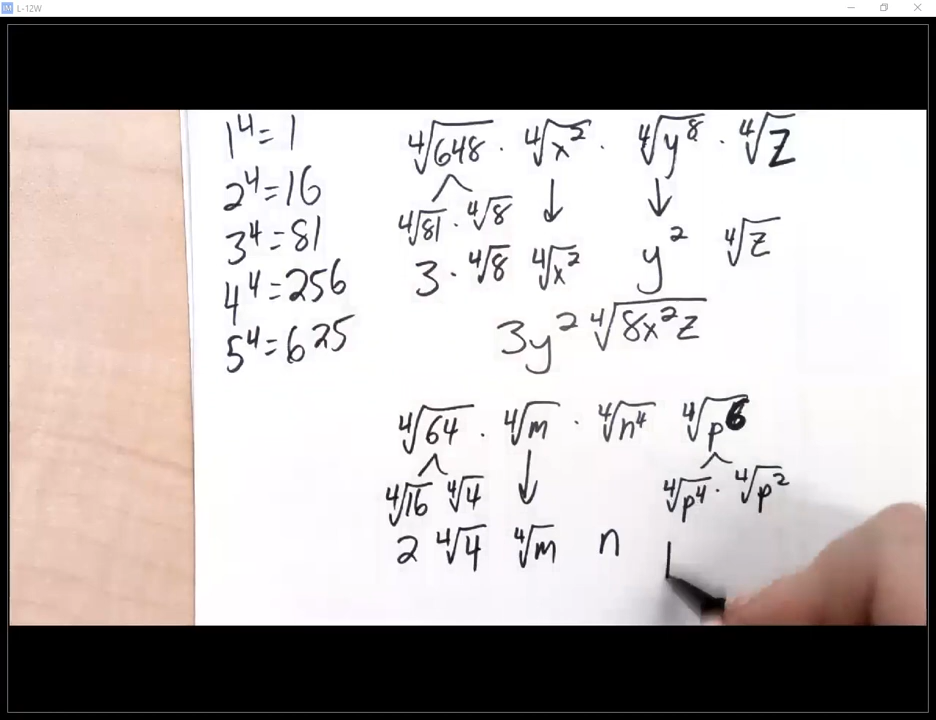 L-12W
1⁴=1
2⁴=16
3⁴=81
4⁴=256
5⁴=625
⁴√648 · ⁴√x² · ⁴√y⁸ · ⁴√z
⁴√81 · ⁴√8
3 · ⁴√8 ⁴√x² y² ⁴√z
3y² ⁴√8x²z
⁴√64 · ⁴√m · ⁴√n⁴ ⁴√p⁶
⁴√16 ⁴√4 ⁴√p⁴ · ⁴√p²
2 ⁴√4 ⁴√m n